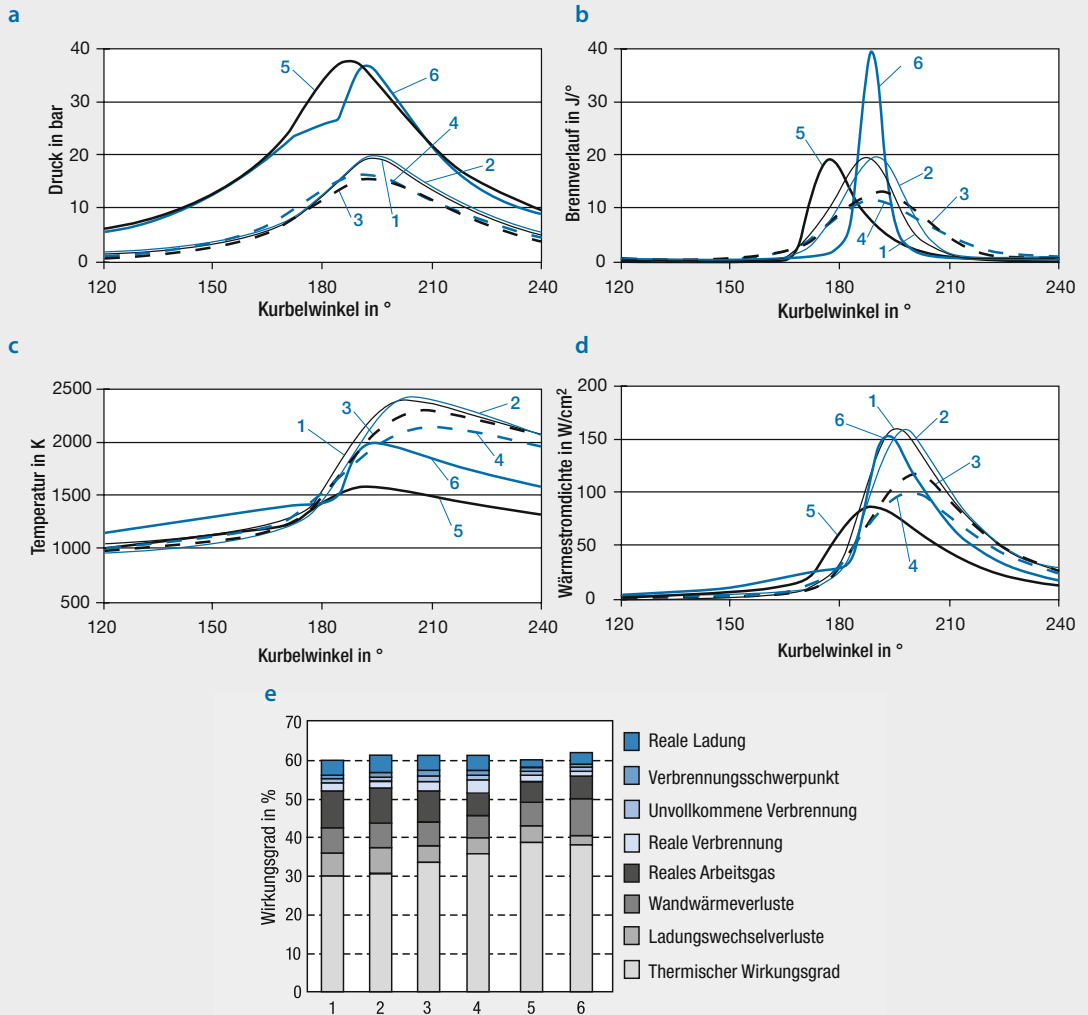 a
Druck in bar
40
30
20
10
0
5
6
4
2
3
1
120 150 180 210 240
Kurbelwinkel in °
b
Brennverlauf in J/°
40
30
20
10
0
6
5
2
3
4
1
120 150 180 210 240
Kurbelwinkel in °
c
Temperatur in K
2500
2000
1500
1000
500
1
3
2
4
6
5
120 150 180 210 240
Kurbelwinkel in °
d
Wärmestromdichte in W/cm²
200
150
100
50
0
1
6
2
3
5
4
120 150 180 210 240
Kurbelwinkel in °
e
Wirkungsgrad in %
70
60
50
40
30
20
10
0
1 2 3 4 5 6
Reale Ladung
Verbrennungsschwerpunkt
Unvollkommene Verbrennung
Reale Verbrennung
Reales Arbeitsgas
Wandwärmeverluste
Ladungswechselverluste
Thermischer Wirkungsgrad